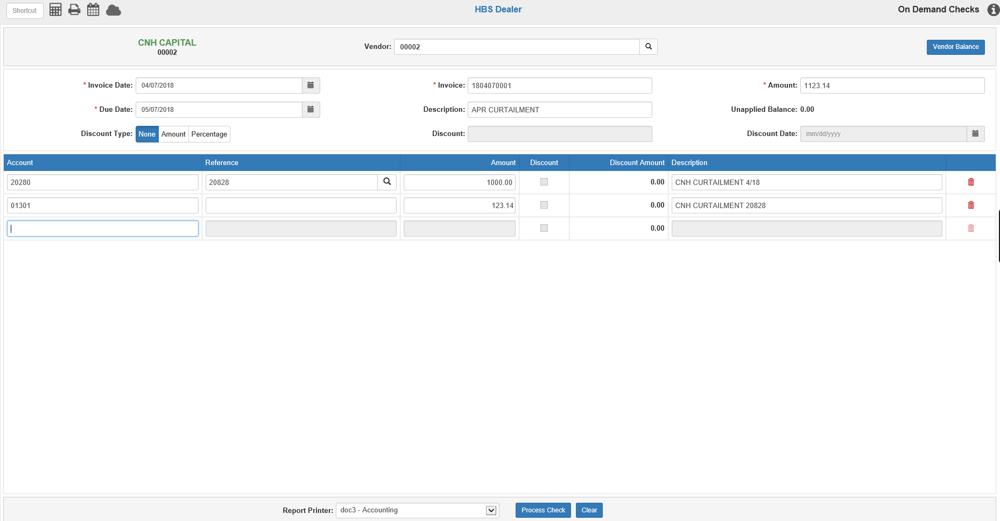 Shortcut HBS Dealer On Demand Checks
CNH CAPITAL
00002
Vendor: 00002 Vendor Balance
* Invoice Date: 04/07/2018 * Invoice: 1804070001 * Amount: 1123.14
* Due Date: 05/07/2018 Description: APR CURTAILMENT Unapplied Balance: 0.00
Discount Type: None Amount Percentage Discount: Discount Date: mm/dd/yyyy
Account Reference Amount Discount Discount Amount Description
20280 20828 1000.00 0.00 CNH CURTAILMENT 4/18
01301 123.14 0.00 CNH CURTAILMENT 20828
0.00
Report Printer: doc3 - Accounting Process Check Clear